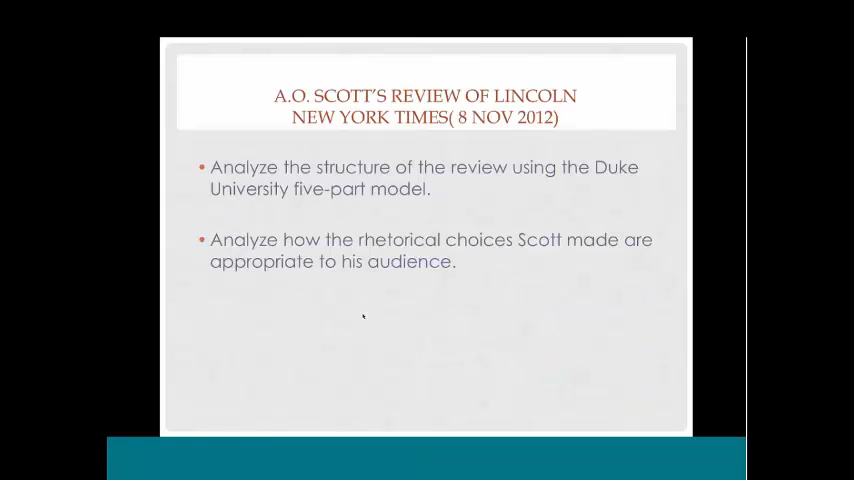 A.O. SCOTT'S REVIEW OF LINCOLN
NEW YORK TIMES( 8 NOV 2012)
• Analyze the structure of the review using the Duke
University five-part model.
• Analyze how the rhetorical choices Scott made are
appropriate to his audience.